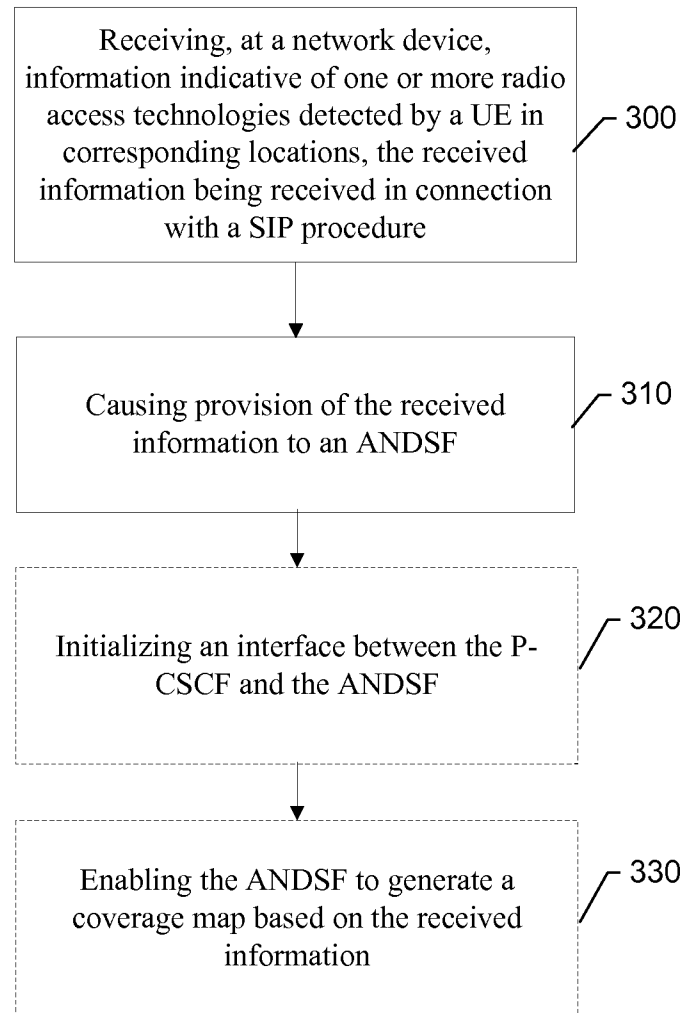 Receiving, at a network device,
information indicative of one or more radio
access technologies detected by a UE in
corresponding locations, the received
information being received in connection
with a SIP procedure
300
Causing provision of the received
information to an ANDSF
310
Initializing an interface between the P-
CSCF and the ANDSF
320
Enabling the ANDSF to generate a
coverage map based on the received
information
330